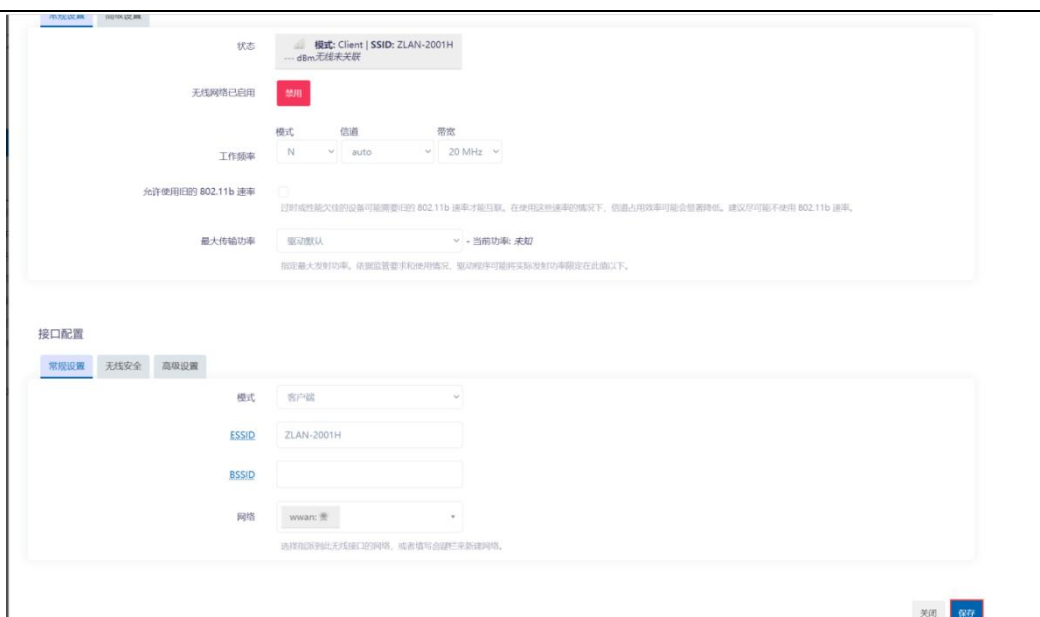 常规设置 高级设置
状态
模式: Client | SSID: ZLAN-2001H
--- dBm 无线未关联
无线网络已启用 禁用
模式 信道 带宽
工作频率 N auto 20 MHz
允许使用旧的 802.11b 速率
过时或性能欠佳的设备可能需要旧的 802.11b 速率才能互联。在使用这些速率的情况下，信道占用效率可能会显著降低。建议尽可能不使用 802.11b 速率。
最大传输功率 驱动默认 - 当前功率: 未知
指定最大发射功率。依据监管要求和使用情况，驱动程序可能将实际发射功率限定在此值以下。
接口配置
常规设置 无线安全 高级设置
模式 客户端
ESSID ZLAN-2001H
BSSID
网络 wwan:
选择指派到此无线接口的网络，或者填写创建栏来新建网络。
关闭 保存